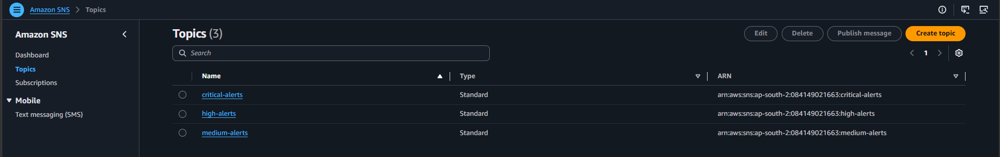 Amazon SNS > Topics
Amazon SNS
Dashboard
Topics
Subscriptions
Mobile
Text messaging (SMS)
Topics (3)
Edit Delete Publish message Create topic
Search
1
Name Type ARN
critical-alerts Standard arn:aws:sns:ap-south-2:084149021663:critical-alerts
high-alerts Standard arn:aws:sns:ap-south-2:084149021663:high-alerts
medium-alerts Standard arn:aws:sns:ap-south-2:084149021663:medium-alerts